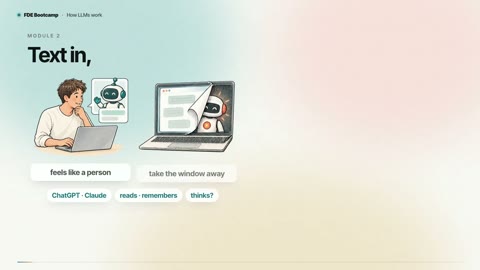 FDE Bootcamp · How LLMs work
MODULE 2
Text in,
feels like a person
take the window away
ChatGPT · Claude
reads · remembers
thinks?